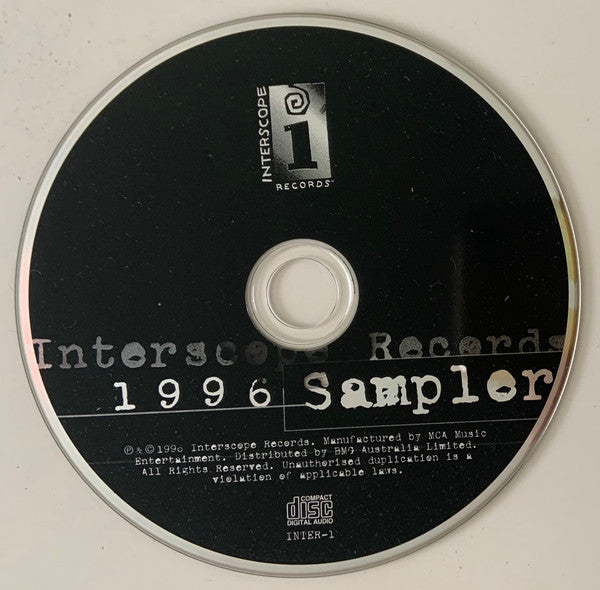 INTERSCOPE
i
RECORDS™
Interscope Records
1996 Sampler
℗ & © 1996 Interscope Records. Manufactured by MCA Music
Entertainment. Distributed by BMG Australia Limited.
All Rights Reserved. Unauthorised duplication is a
violation of applicable laws.
COMPACT
disc
DIGITAL AUDIO
INTER-1